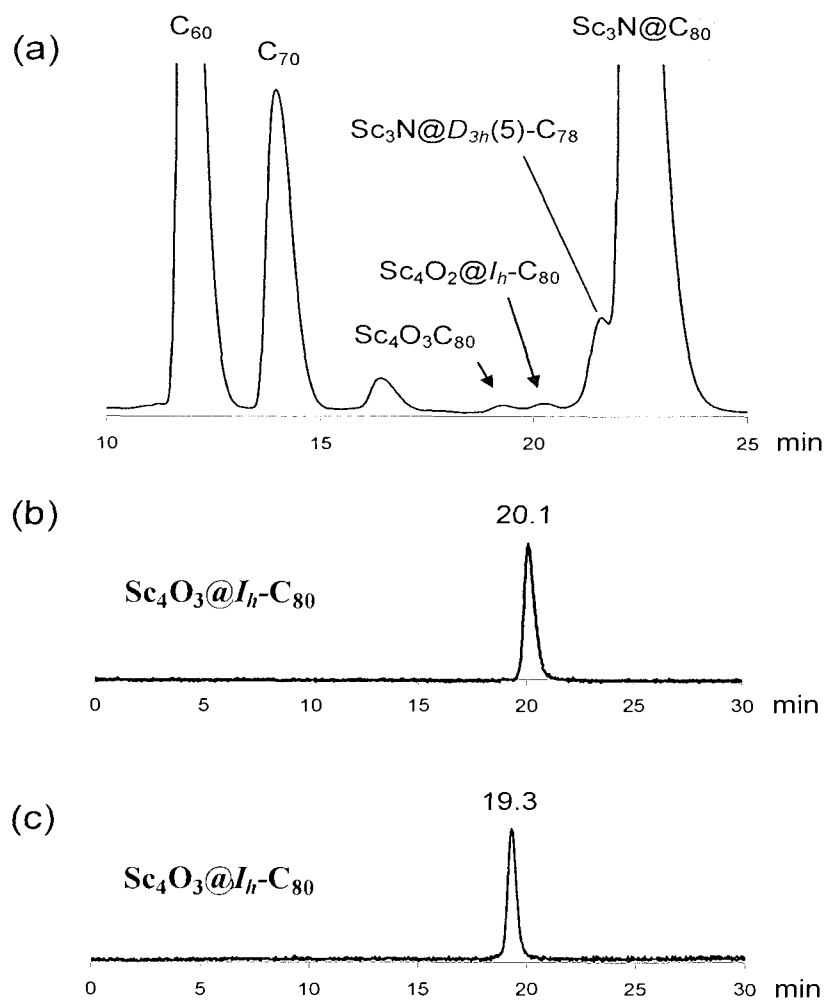 (a)
C60
C70
Sc3N@C80
Sc3N@D3h(5)-C78
Sc4O2@Ih-C80
Sc4O3C80
10 15 20 25 min
(b)
20.1
Sc4O3@Ih-C80
0 5 10 15 20 25 30 min
(c)
19.3
Sc4O3@Ih-C80
0 5 10 15 20 25 30 min